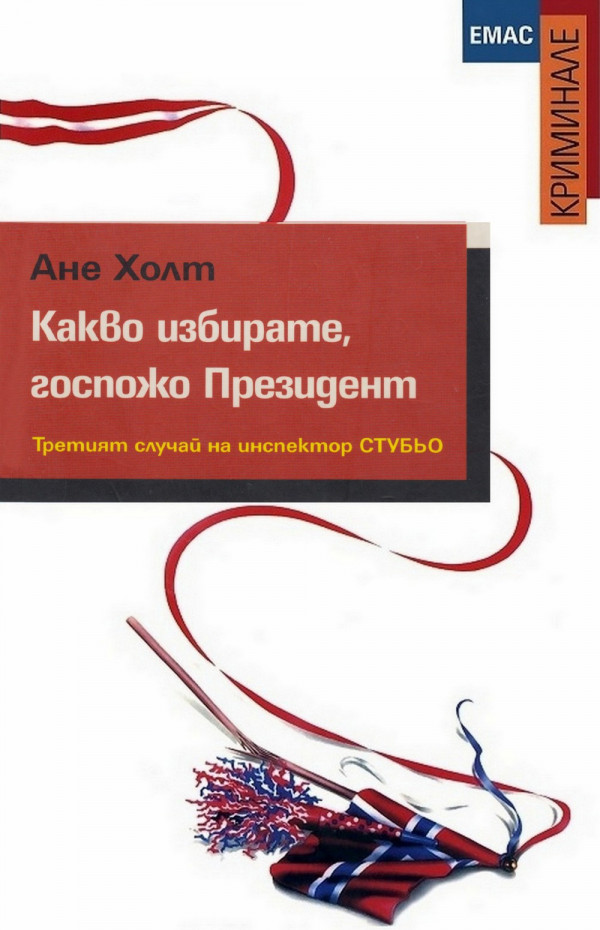 ЕМАС
КРИМИНАЛЕ
Ане Холт
Какво избирате,
госпожо Президент
Третият случай на инспектор СТУБЬО